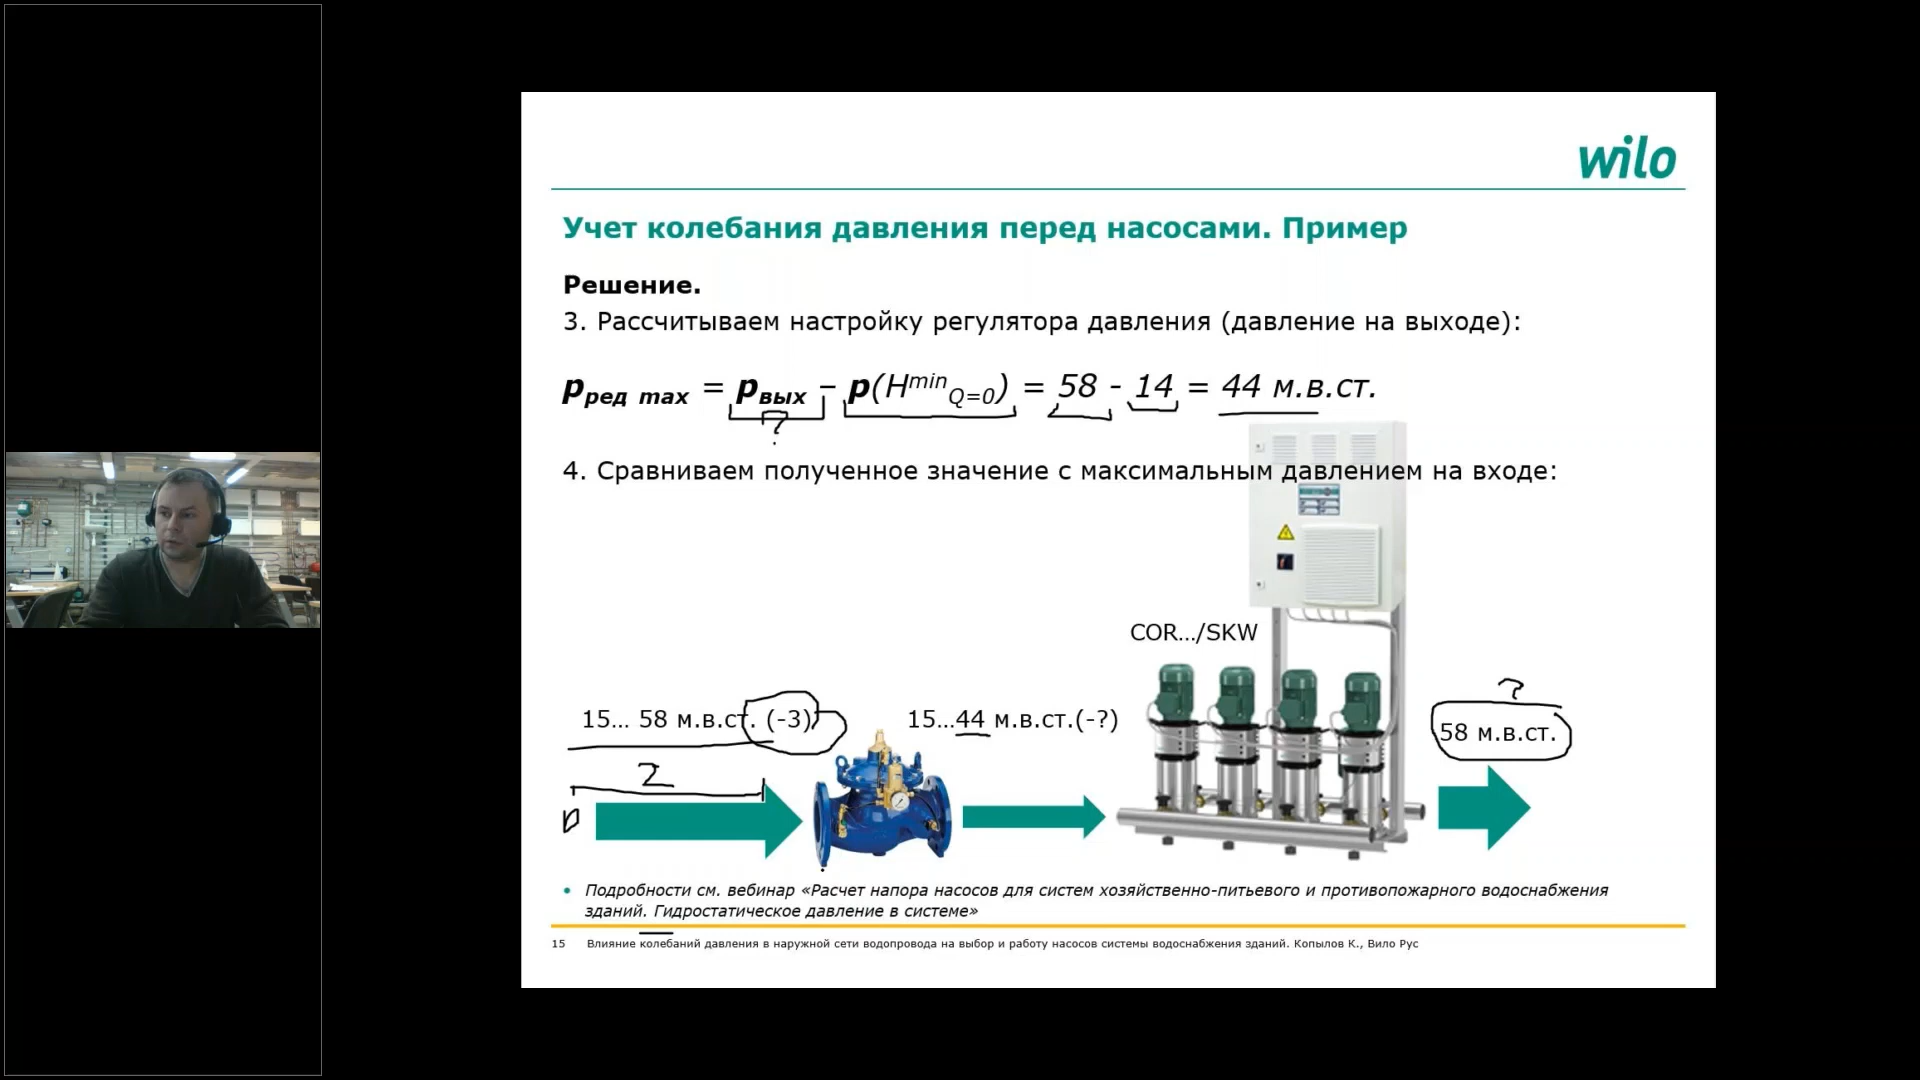 wilo
Учет колебания давления перед насосами. Пример
Решение.
3. Рассчитываем настройку регулятора давления (давление на выходе):
pред max = pвых – p(HminQ=0) = 58 - 14 = 44 м.в.ст.
?
4. Сравниваем полученное значение с максимальным давлением на входе:
COR.../SKW
?
15... 58 м.в.ст. (-3)
15...44 м.в.ст.(-?)
58 м.в.ст.
2
• Подробности см. вебинар «Расчет напора насосов для систем хозяйственно-питьевого и противопожарного водоснабжения
зданий. Гидростатическое давление в системе»
15 Влияние колебаний давления в наружной сети водопровода на выбор и работу насосов системы водоснабжения зданий. Копылов К., Вило Рус